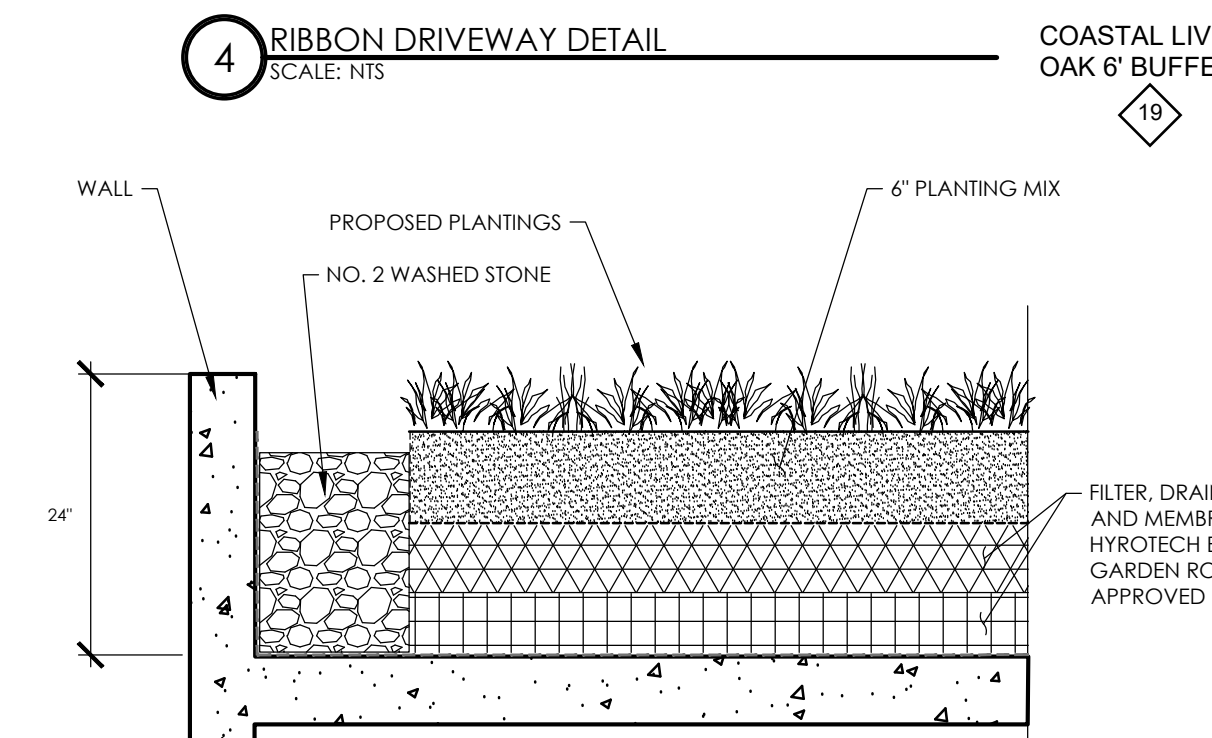 4
RIBBON DRIVEWAY DETAIL
SCALE: NTS
COASTAL LIV
OAK 6' BUFFE
19
WALL
6" PLANTING MIX
PROPOSED PLANTINGS
NO. 2 WASHED STONE
24"
FILTER, DRAI
AND MEMBR
HYROTECH E
GARDEN RO
APPROVED